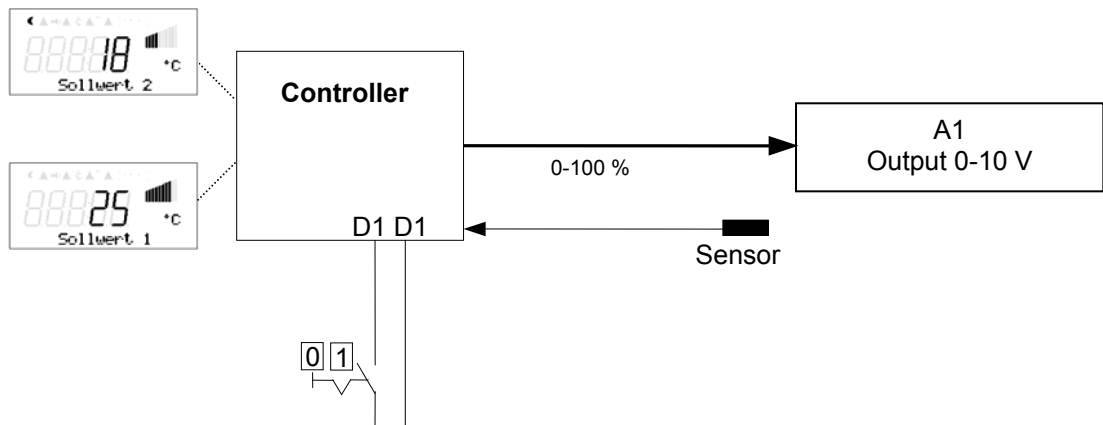 18
°C
Sollwert 2
25
°C
Sollwert 1
Controller
D1 D1
0-100 %
A1
Output 0-10 V
Sensor
0 1